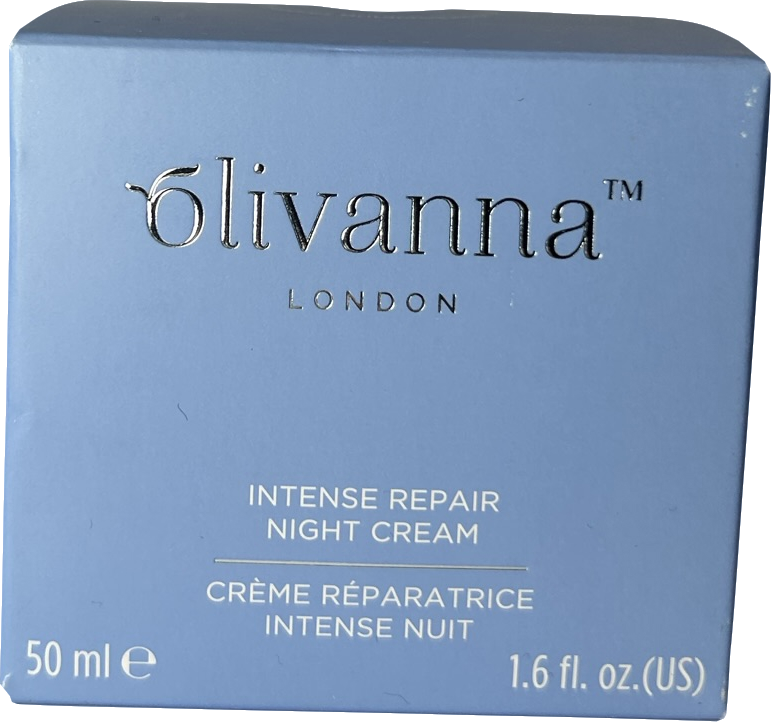 Olivanna™
LONDON
INTENSE REPAIR
NIGHT CREAM
CRÈME RÉPARATRICE
INTENSE NUIT
50 ml ℮
1.6 fl. oz.(US)